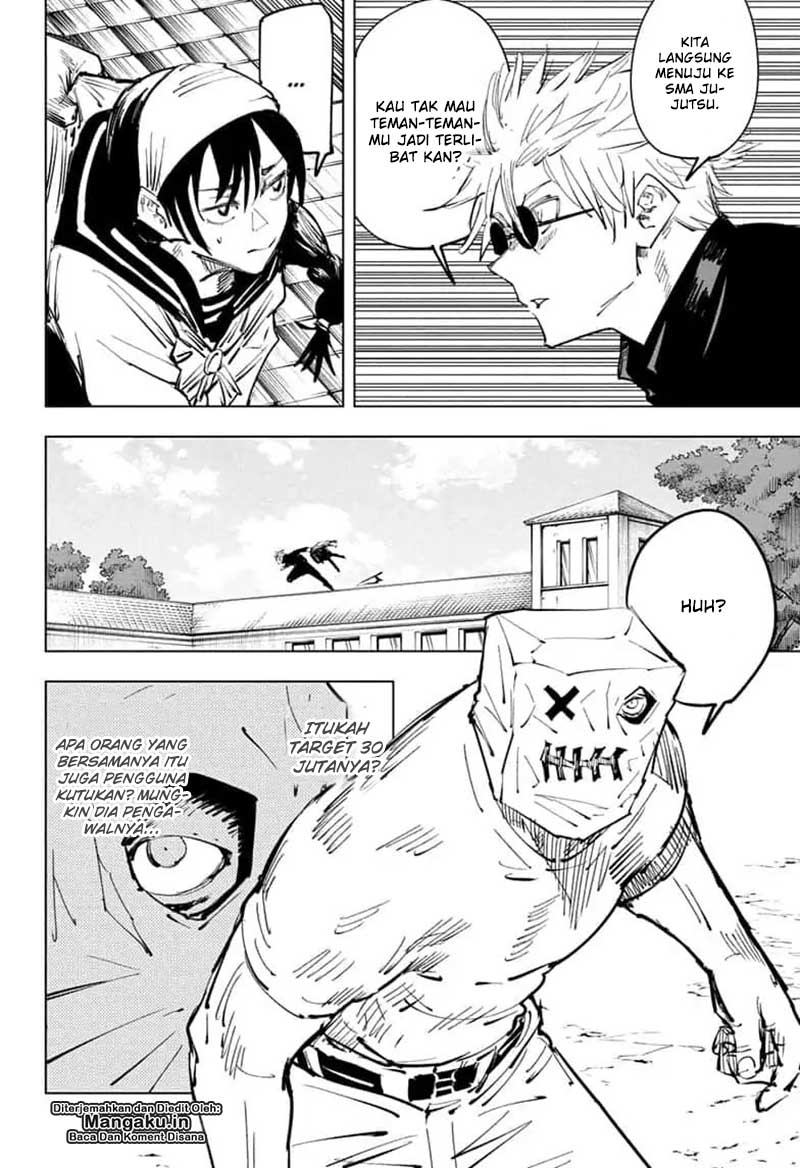 KITA
LANGSUNG
MENUJU KE
SMA JU-
JUTSU.
KAU TAK MAU
TEMAN-TEMAN-
MU JADI TERLI-
BAT KAN?
...
HUH?
ITUKAH
TARGET 30
JUTANYA?
APA ORANG YANG
BERSAMANYA ITU
JUGA PENGGUNA
KUTUKAN? MUNG-
KIN DIA PENGA-
WALNYA...
Diterjemahkan dan Diedit Oleh:
Mangaku.in
Baca Dan Koment Disana